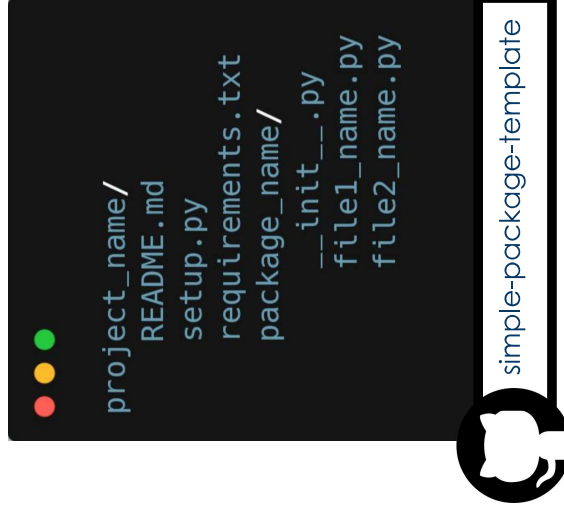 project_name/
README.md
setup.py
requirements.txt
package_name/
__init__.py
file1_name.py
file2_name.py
simple-package-template